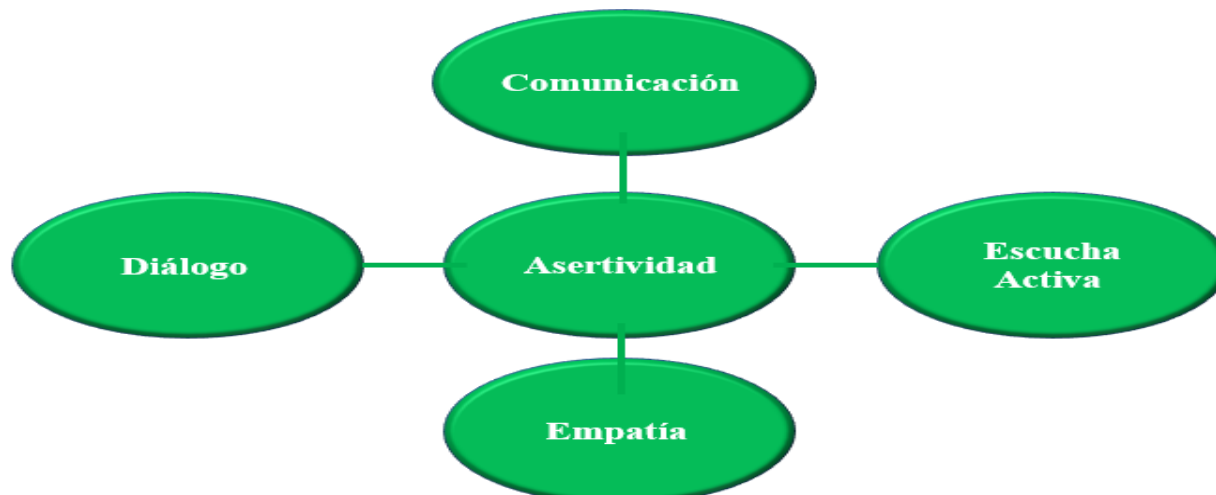 Comunicación
Diálogo
Asertividad
Escucha
Activa
Empatía